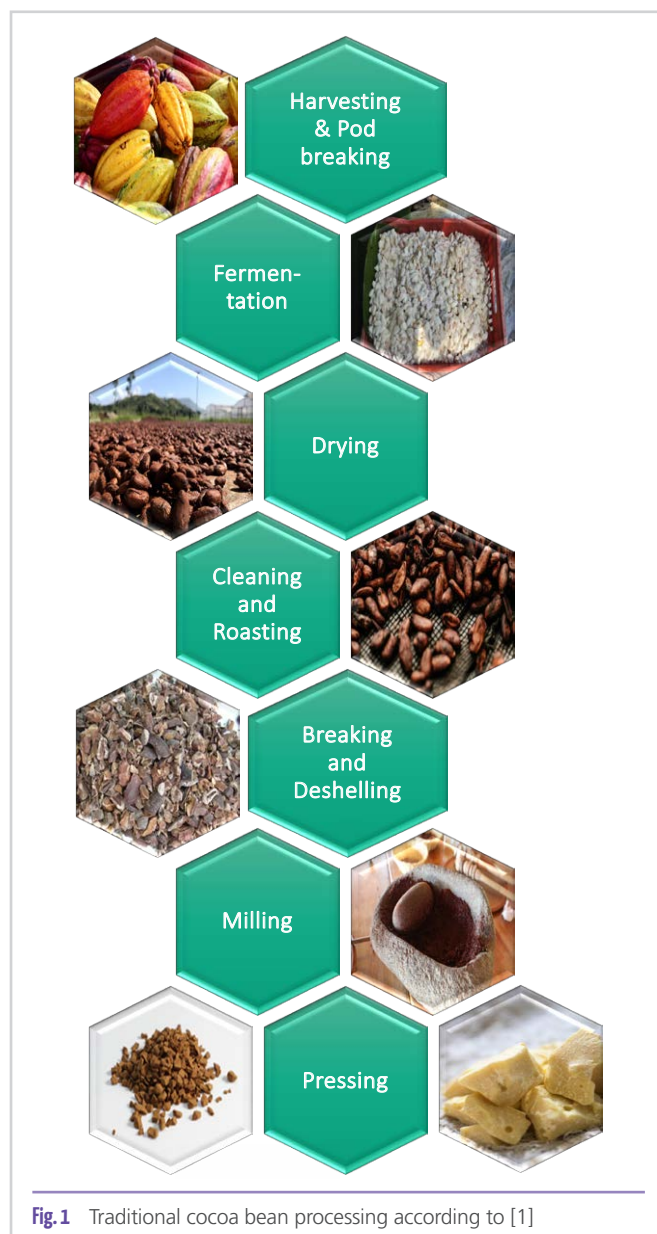 Harvesting
& Pod
breaking
Fermen-
tation
Drying
Cleaning
and
Roasting
Breaking
and
Deshelling
Milling
Pressing
Fig. 1 Traditional cocoa bean processing according to [1]